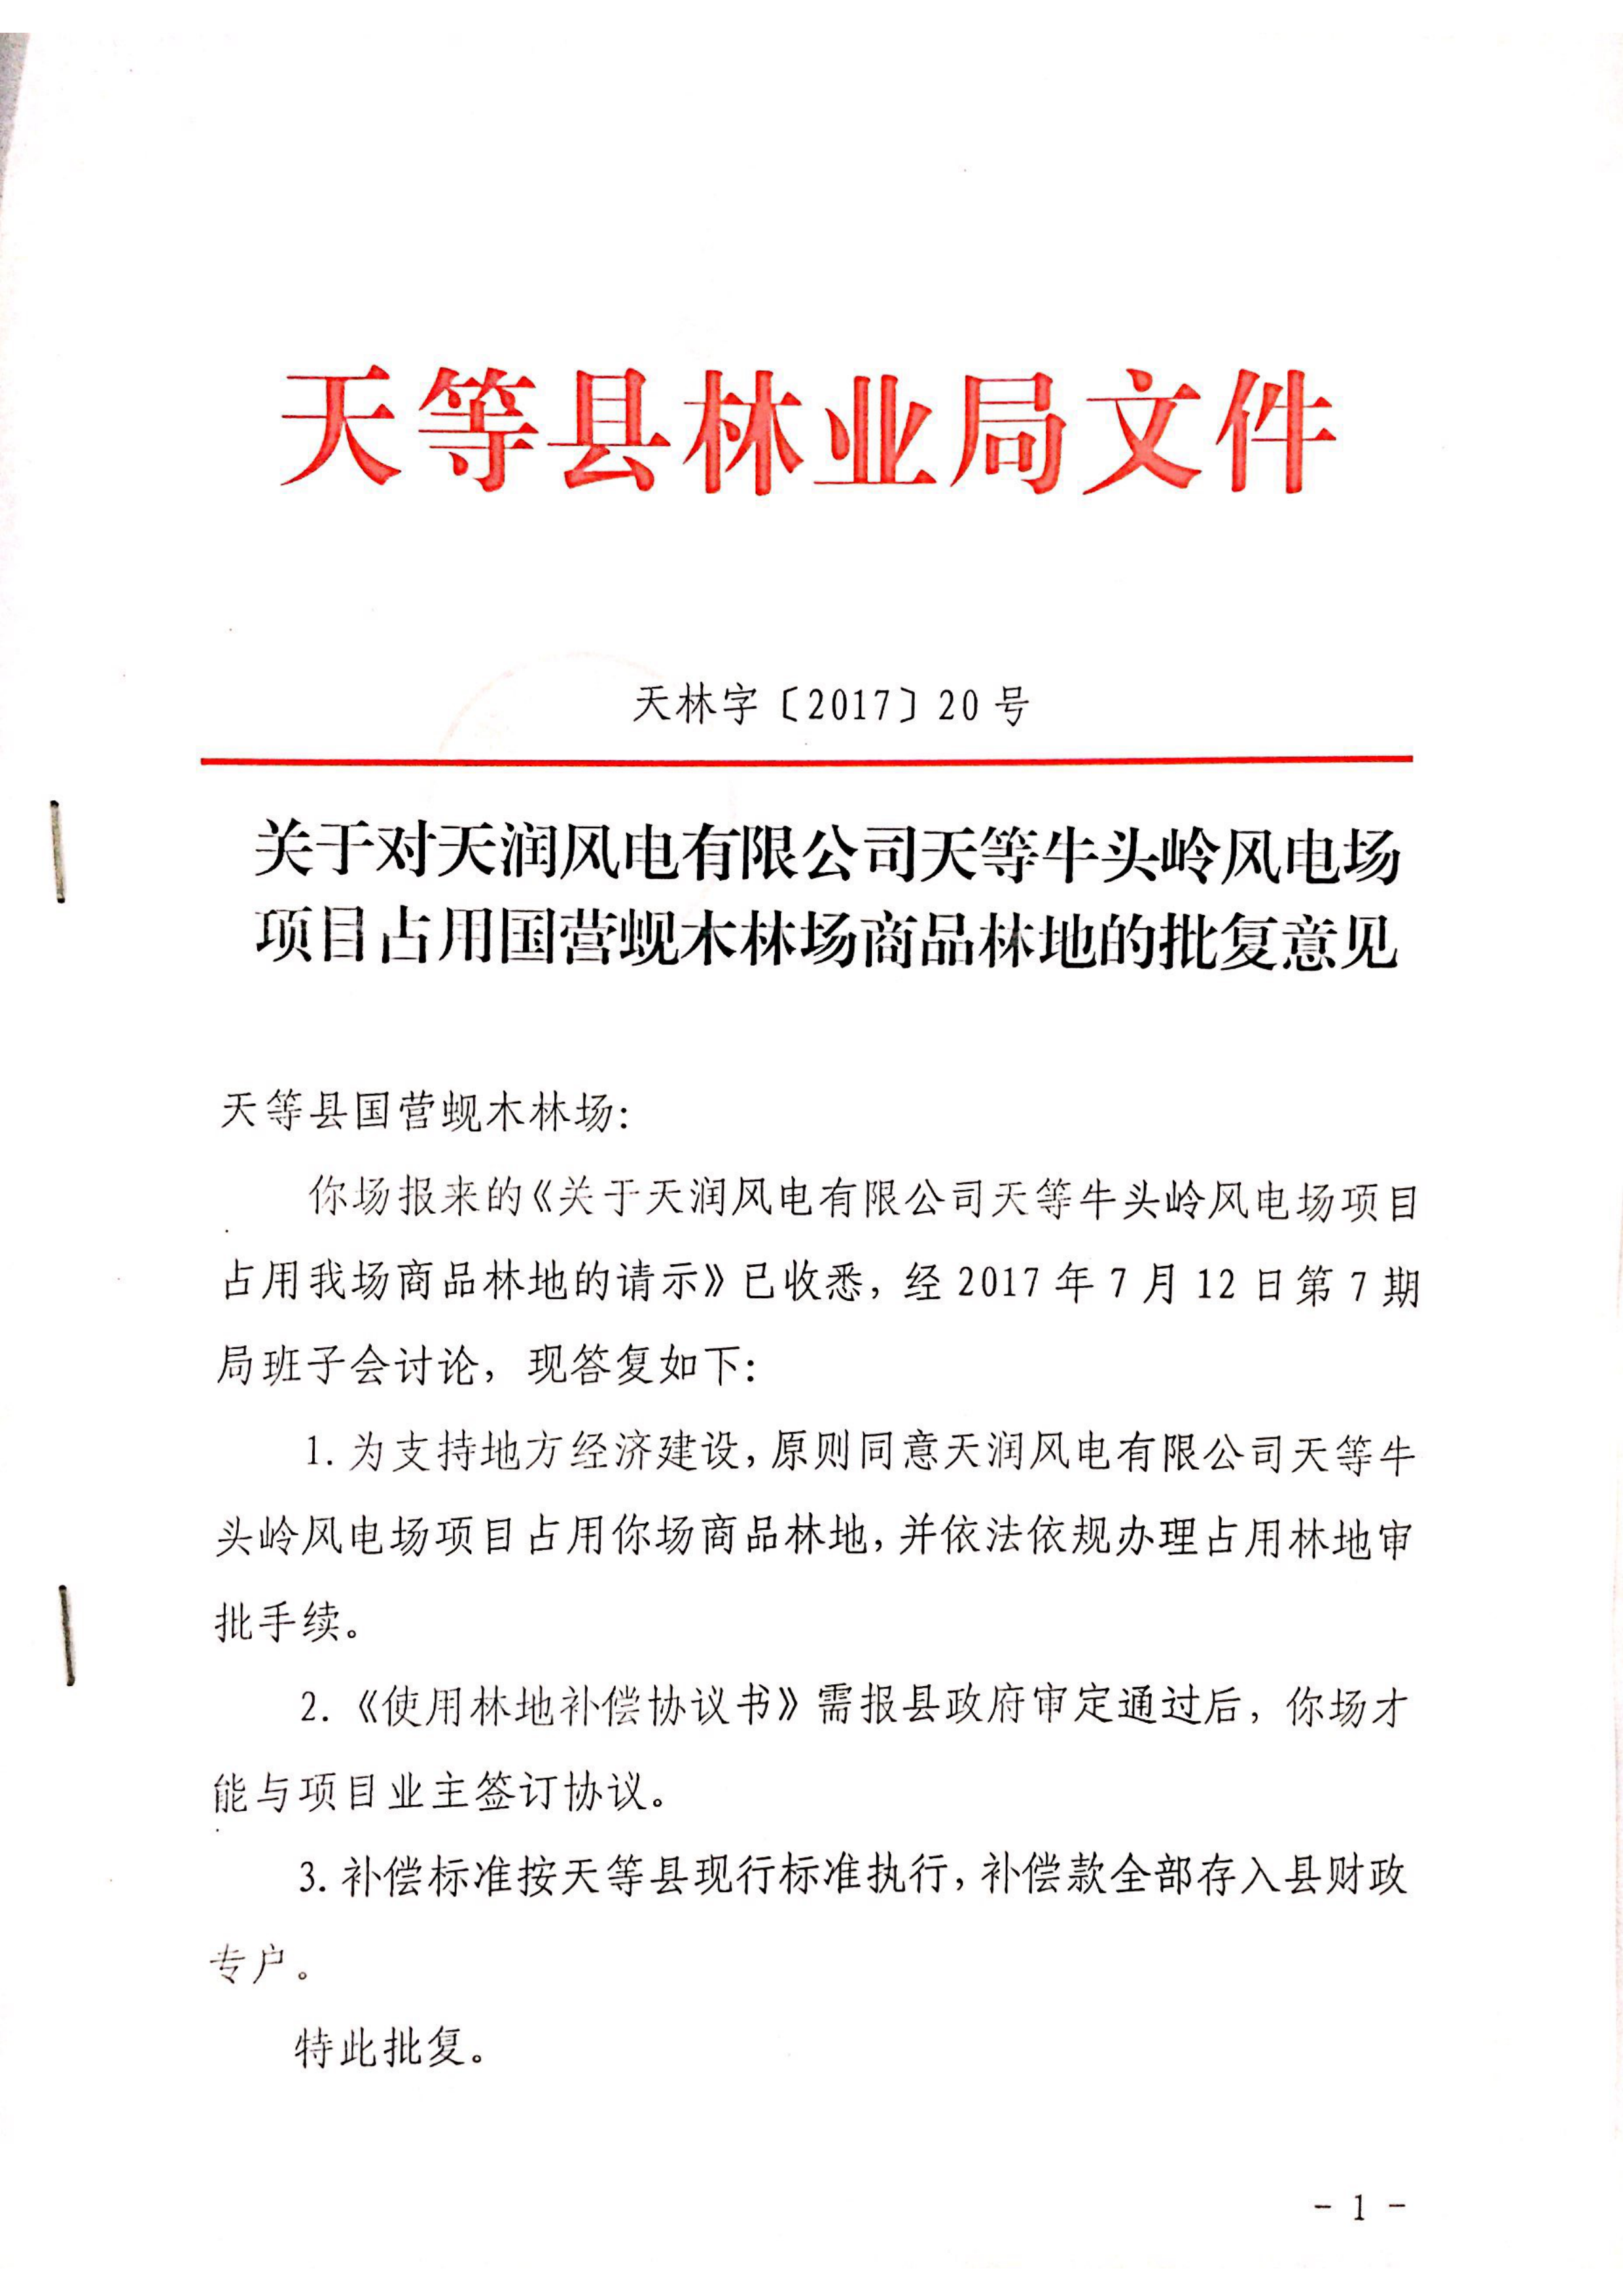 天等县林业局文件
天林字〔2017〕20号
关于对天润风电有限公司天等牛头岭风电场
项目占用国营蚬木林场商品林地的批复意见
天等县国营蚬木林场:
你场报来的《关于天润风电有限公司天等牛头岭风电场项目
占用我场商品林地的请示》已收悉，经2017年7月12日第7期
局班子会讨论，现答复如下:
1.为支持地方经济建设,原则同意天润风电有限公司天等牛
头岭风电场项目占用你场商品林地,并依法依规办理占用林地审
批手续。
2.《使用林地补偿协议书》需报县政府审定通过后，你场才
能与项目业主签订协议。
3.补偿标准按天等县现行标准执行,补偿款全部存入县财政
专户。
特此批复。
- 1 -